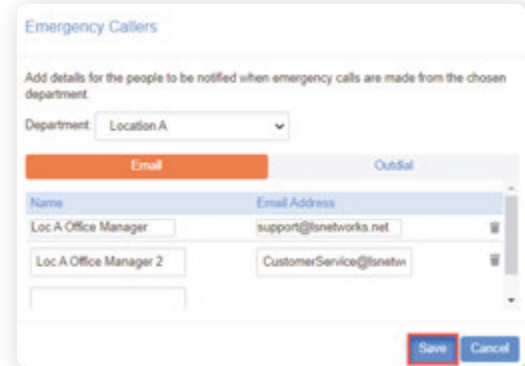 Emergency Callers
Add details for the people to be notified when emergency calls are made from the chosen
department.
Department: Location A
Email Outdial
Name Email Address
Loc A Office Manager support@lsnetworks.net
Loc A Office Manager 2 CustomerService@lsnetw
Save Cancel